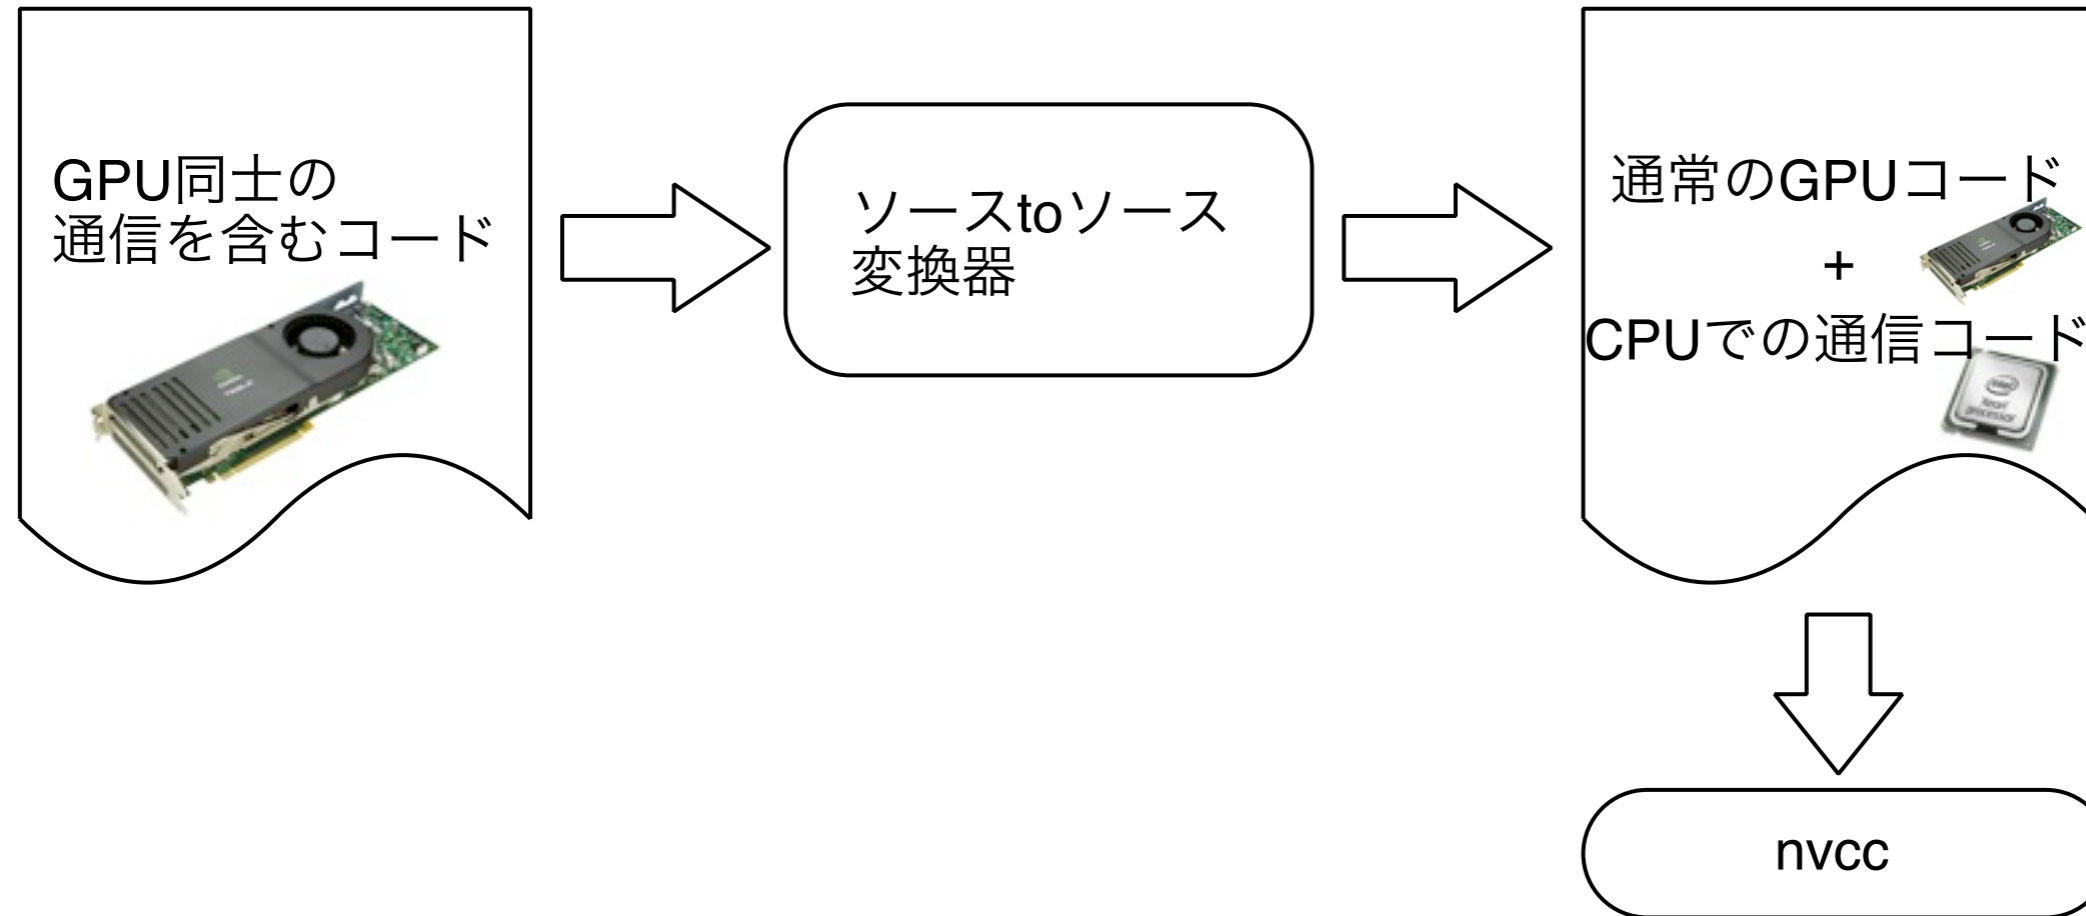 GPU同士の
通信を含むコード
ソースtoソース
変換器
通常のGPUコード
+
CPUでの通信コード
nvcc